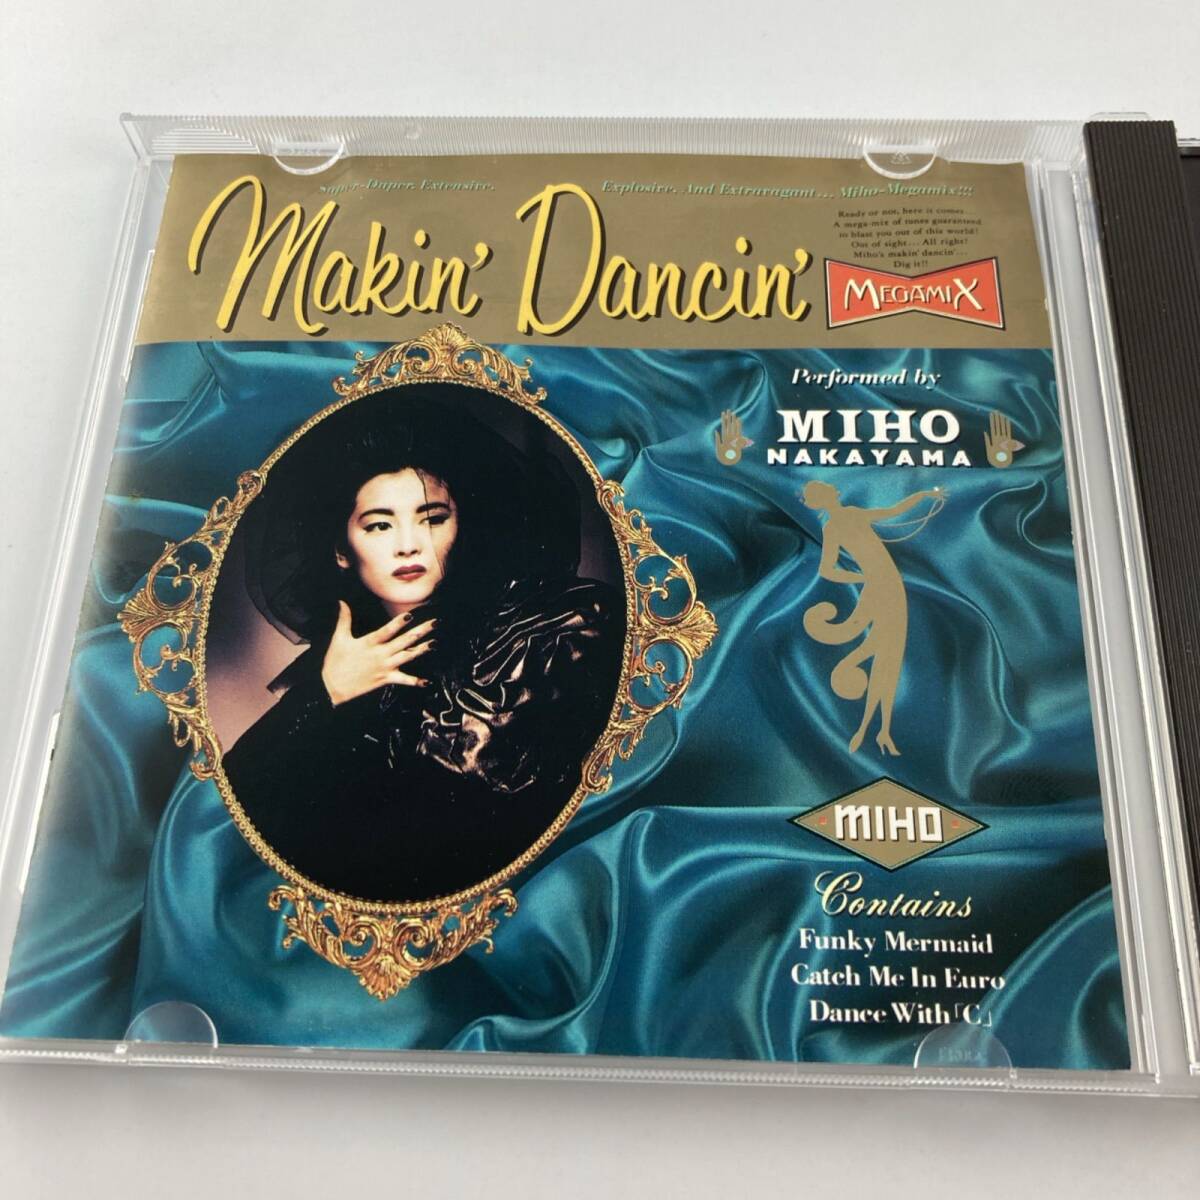 Super-Duper, Extensive, Explosive, And Extravagant... Miho-Megamix!!!
Makin' Dancin'
Ready or not, here it comes...
A mega-mix of tunes guaranteed
to blast you out of this world!
Out of sight... All right!
Miho's makin' dancin'...
Dig it!!
MEGAMIX
Performed by
MIHO
NAKAYAMA
MIHO
Contains
Funky Mermaid
Catch Me In Euro
Dance With「C」